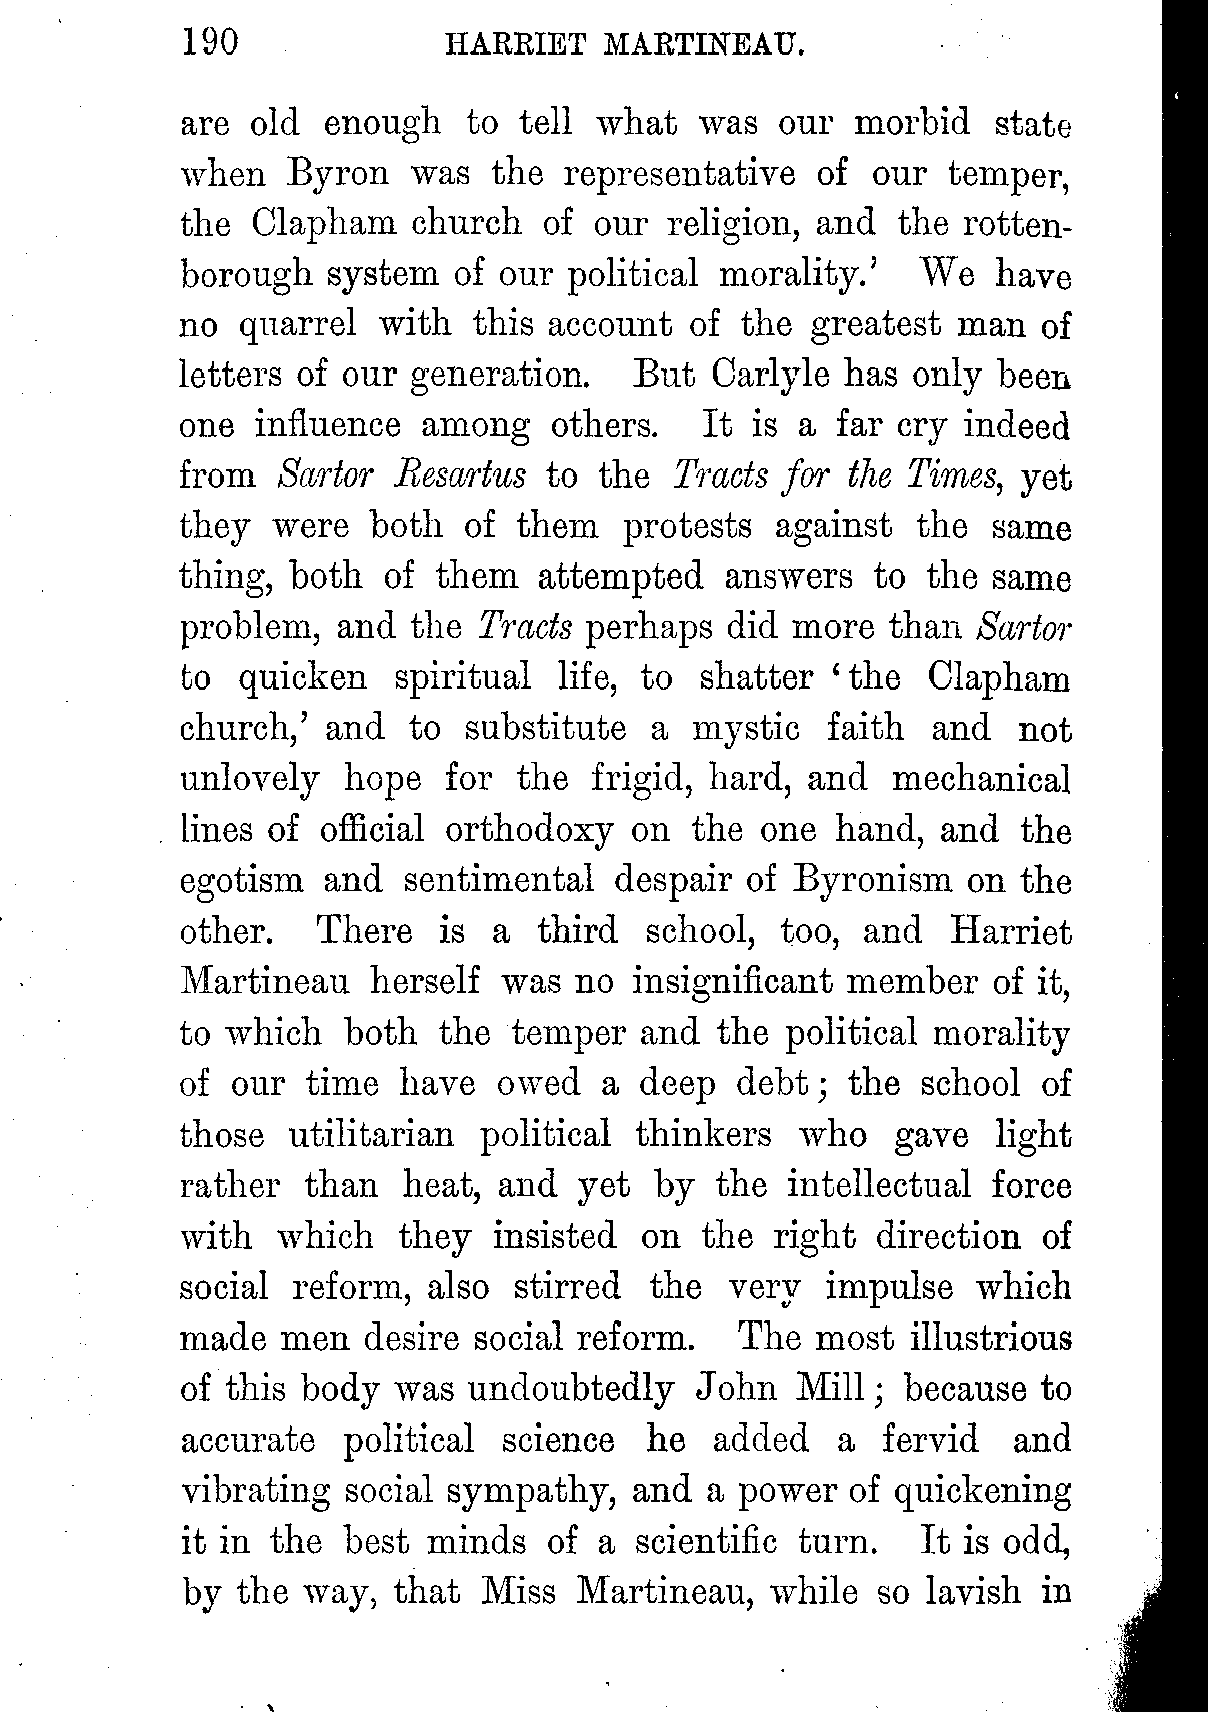 190 HARRIET MARTINEAU.
are old enough to tell what was our morbid state
when Byron was the representative of our temper,
the Clapham church of our religion, and the rotten-
borough system of our political morality.’ We have
no quarrel with this account of the greatest man of
letters of our generation. But Carlyle has only been
one influence among others. It is a far cry indeed
from Sartor Resartus to the Tracts for the Times, yet
they were both of them protests against the same
thing, both of them attempted answers to the same
problem, and the Tracts perhaps did more than Sartor
to quicken spiritual life, to shatter ‘the Clapham
church,’ and to substitute a mystic faith and not
unlovely hope for the frigid, hard, and mechanical
lines of official orthodoxy on the one hand, and the
egotism and sentimental despair of Byronism on the
other. There is a third school, too, and Harriet
Martineau herself was no insignificant member of it,
to which both the temper and the political morality
of our time have owed a deep debt; the school of
those utilitarian political thinkers who gave light
rather than heat, and yet by the intellectual force
with which they insisted on the right direction of
social reform, also stirred the very impulse which
made men desire social reform. The most illustrious
of this body was undoubtedly John Mill; because to
accurate political science he added a fervid and
vibrating social sympathy, and a power of quickening
it in the best minds of a scientific turn. It is odd,
by the way, that Miss Martineau, while so lavish in